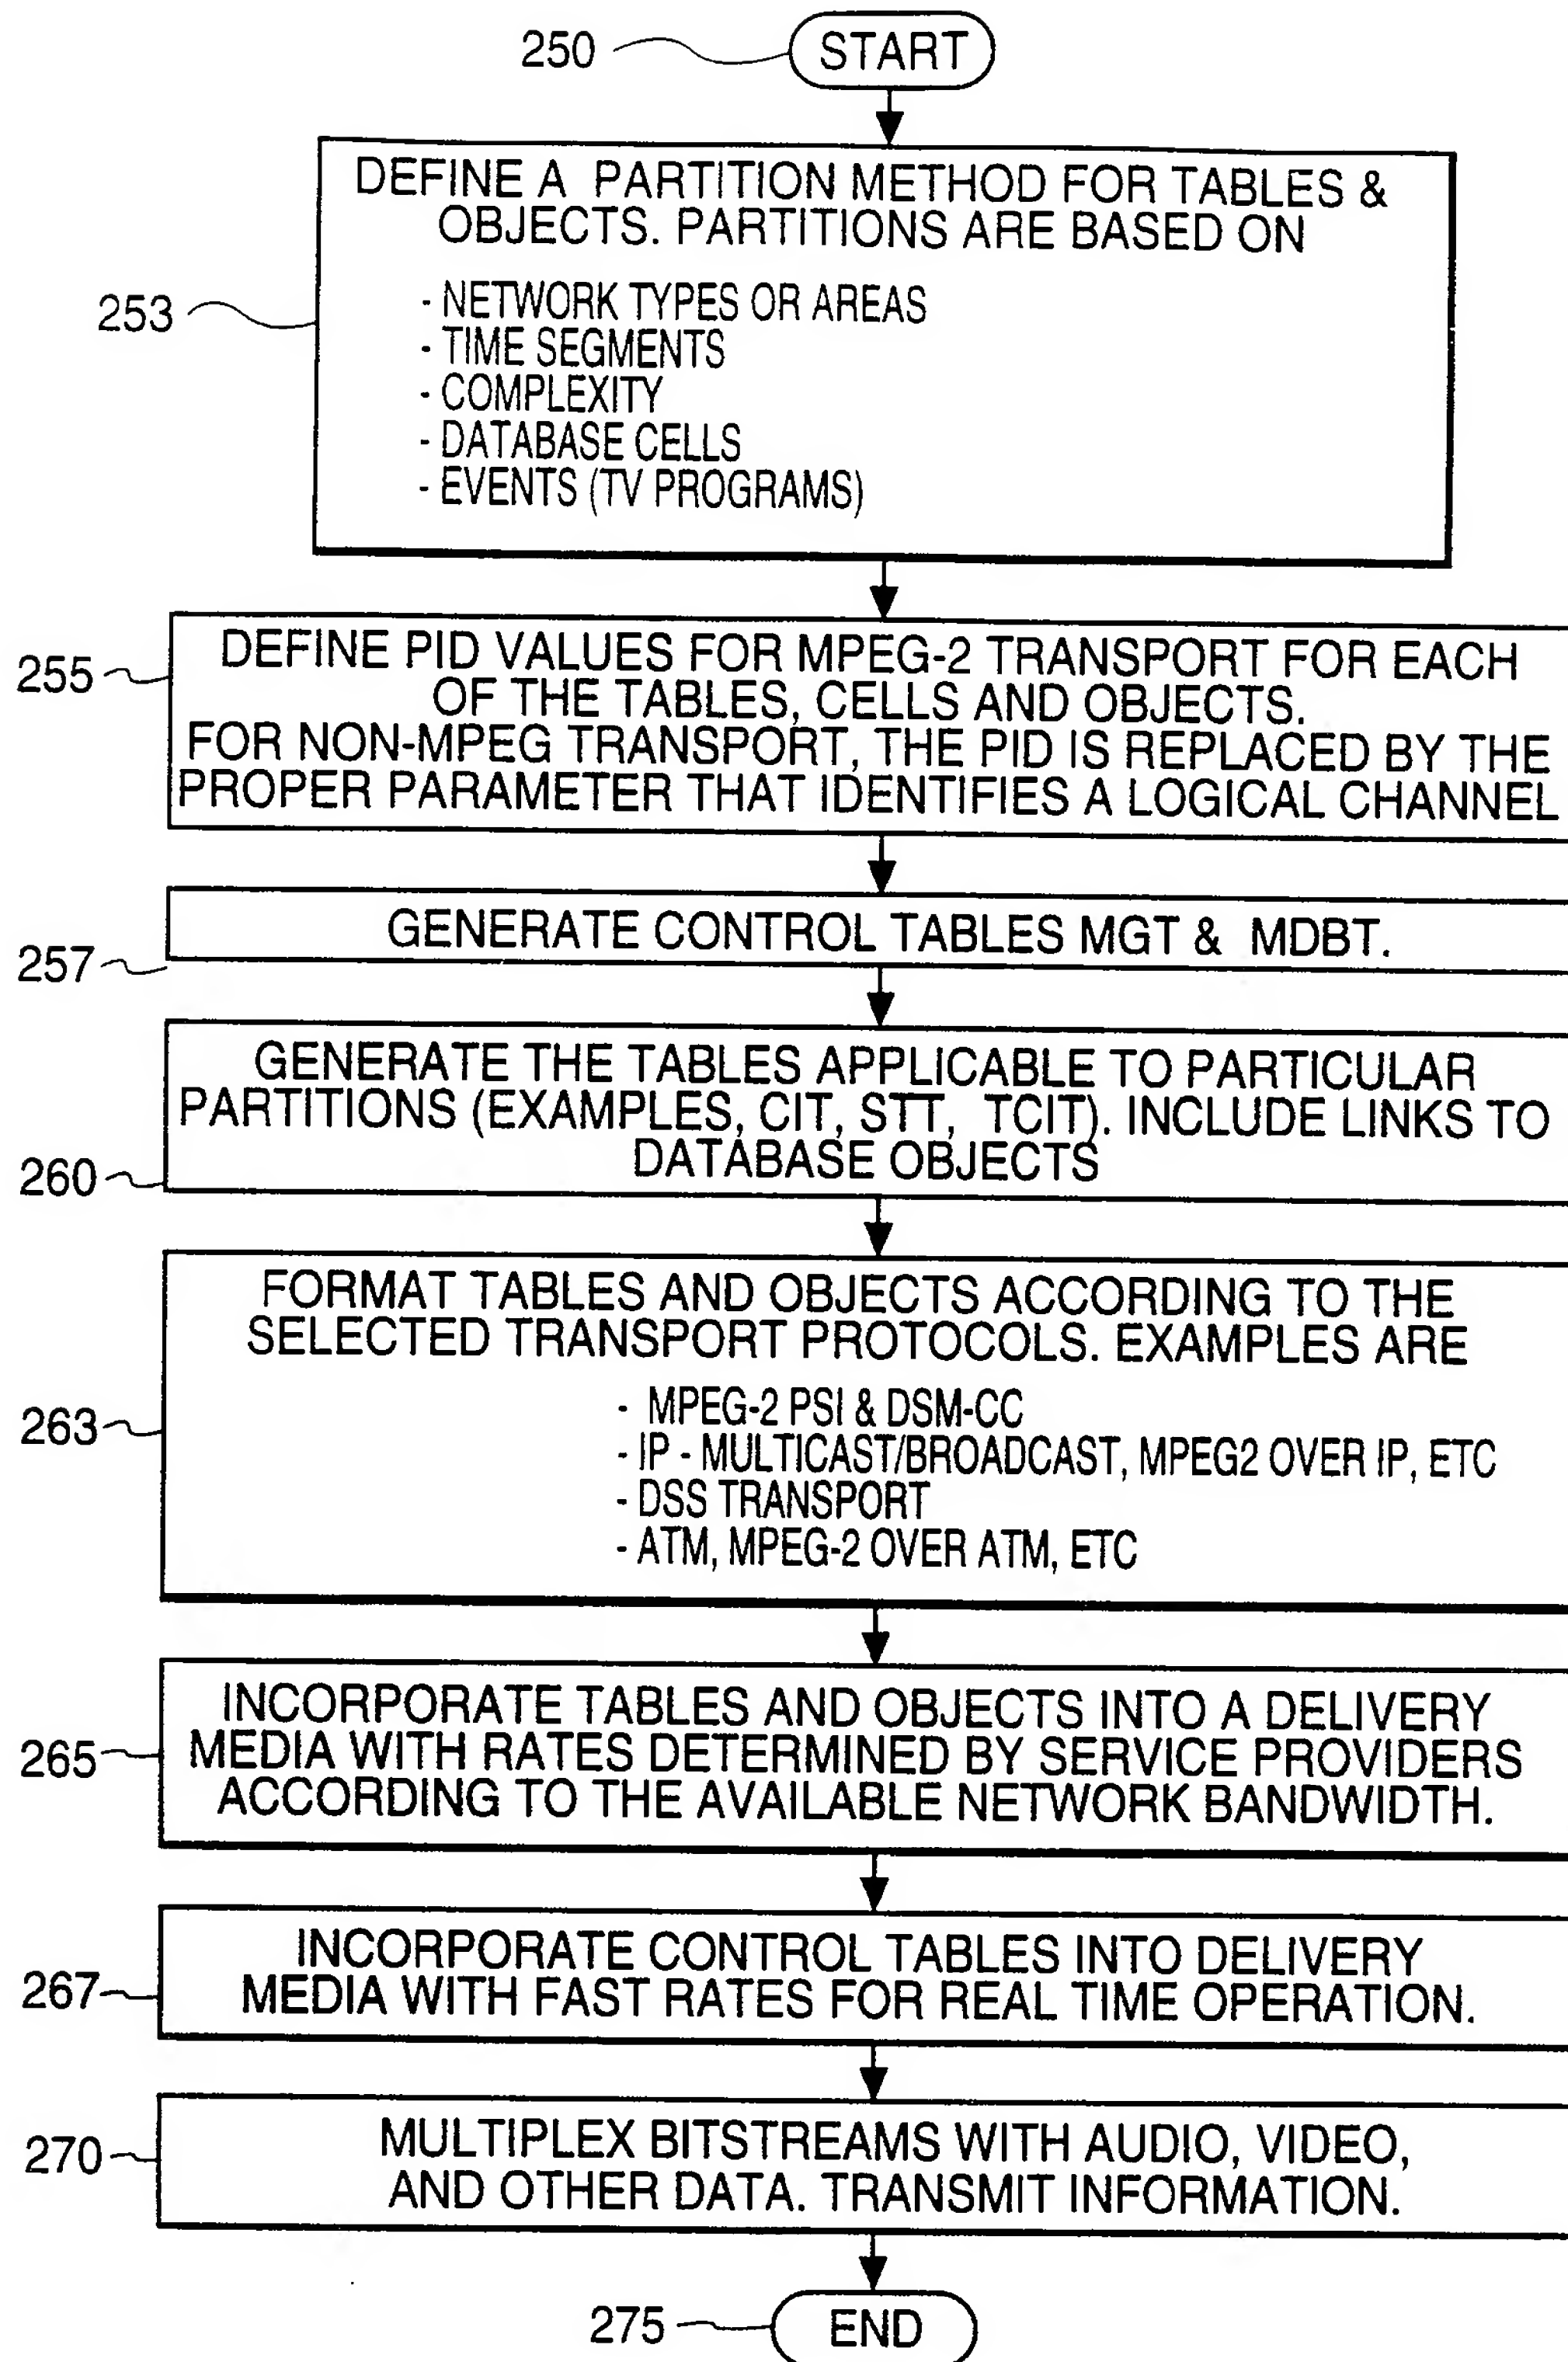 250
START
DEFINE A PARTITION METHOD FOR TABLES &
OBJECTS. PARTITIONS ARE BASED ON
253
- NETWORK TYPES OR AREAS
- TIME SEGMENTS
- COMPLEXITY
- DATABASE CELLS
- EVENTS (TV PROGRAMS)
255
DEFINE PID VALUES FOR MPEG-2 TRANSPORT FOR EACH
OF THE TABLES, CELLS AND OBJECTS.
FOR NON-MPEG TRANSPORT, THE PID IS REPLACED BY THE
PROPER PARAMETER THAT IDENTIFIES A LOGICAL CHANNEL
257
GENERATE CONTROL TABLES MGT & MDBT.
GENERATE THE TABLES APPLICABLE TO PARTICULAR
PARTITIONS (EXAMPLES, CIT, STT, TCIT). INCLUDE LINKS TO
DATABASE OBJECTS
260
FORMAT TABLES AND OBJECTS ACCORDING TO THE
SELECTED TRANSPORT PROTOCOLS. EXAMPLES ARE
263
- MPEG-2 PSI & DSM-CC
- IP - MULTICAST/BROADCAST, MPEG2 OVER IP, ETC
- DSS TRANSPORT
- ATM, MPEG-2 OVER ATM, ETC
265
INCORPORATE TABLES AND OBJECTS INTO A DELIVERY
MEDIA WITH RATES DETERMINED BY SERVICE PROVIDERS
ACCORDING TO THE AVAILABLE NETWORK BANDWIDTH.
267
INCORPORATE CONTROL TABLES INTO DELIVERY
MEDIA WITH FAST RATES FOR REAL TIME OPERATION.
270
MULTIPLEX BITSTREAMS WITH AUDIO, VIDEO,
AND OTHER DATA. TRANSMIT INFORMATION.
275
END